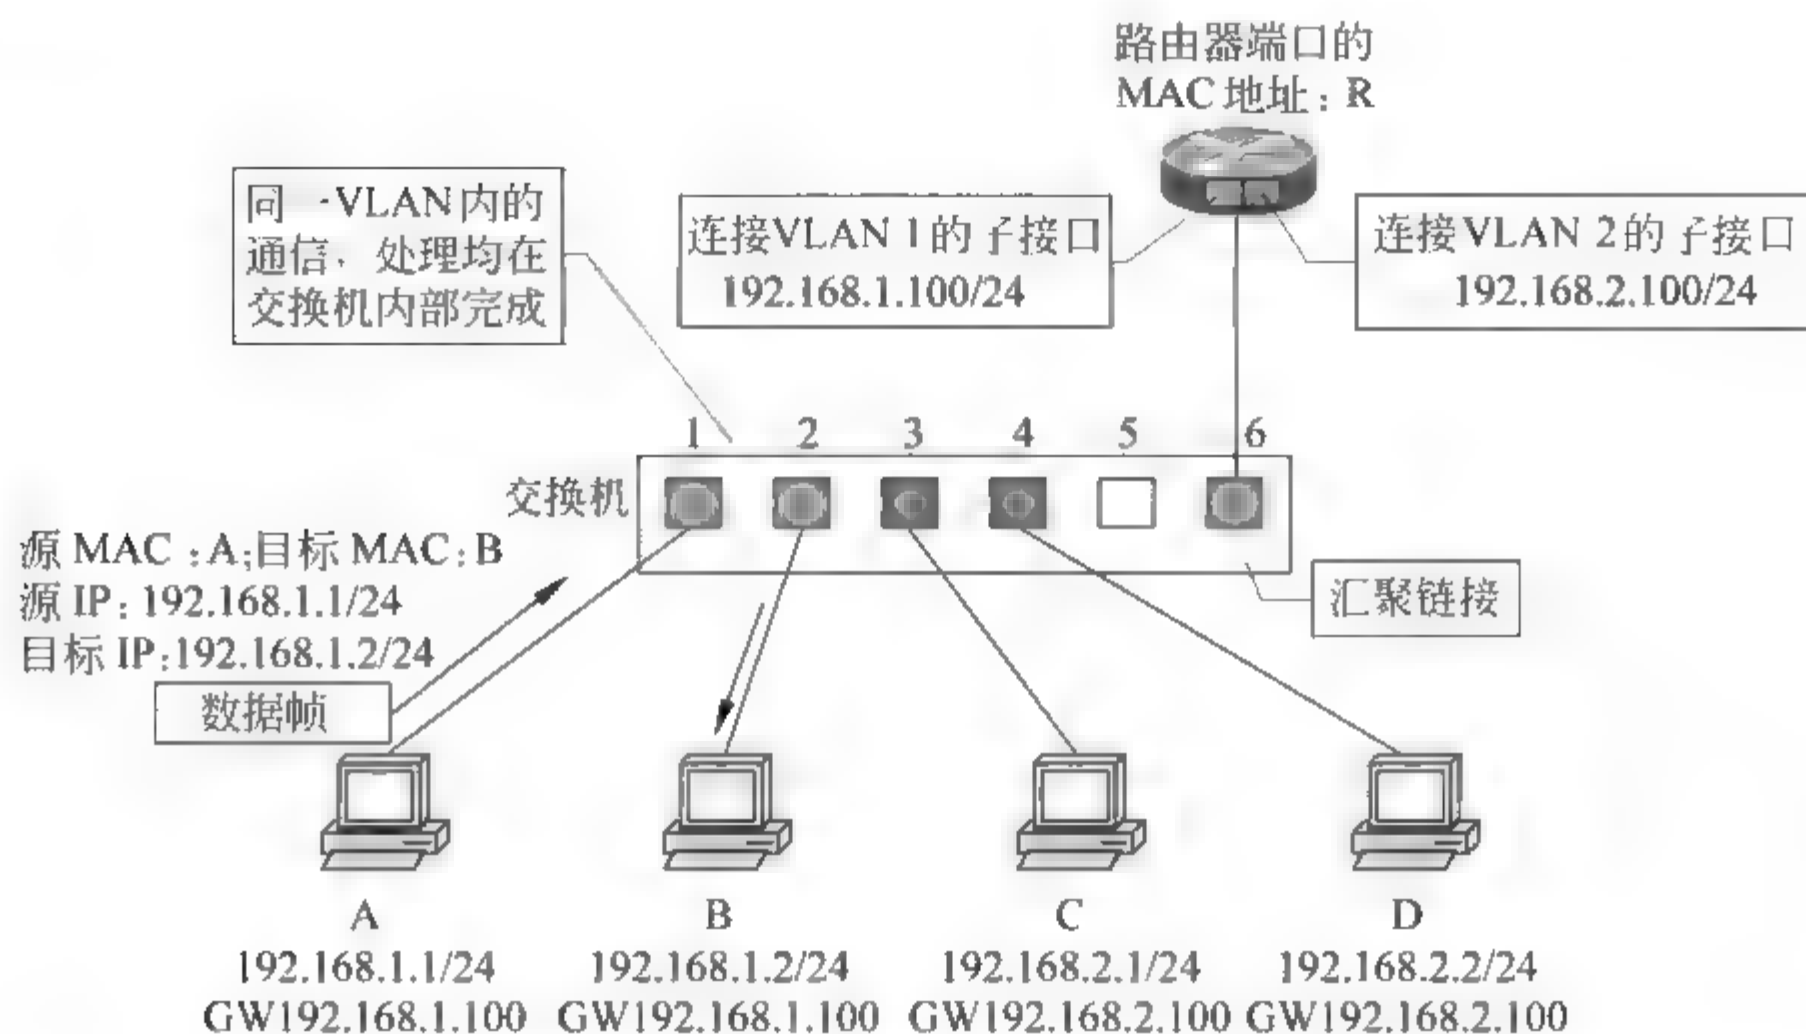 路由器端口的
MAC 地址：R
同一VLAN内的
通信，处理均在
交换机内部完成
连接VLAN 1的子接口
192.168.1.100/24
连接VLAN 2的子接口
192.168.2.100/24
1 2 3 4 5 6
交换机
源 MAC :A;目标 MAC: B
源 IP: 192.168.1.1/24
目标 IP:192.168.1.2/24
数据帧
汇聚链接
A B C D
192.168.1.1/24 192.168.1.2/24 192.168.2.1/24 192.168.2.2/24
GW192.168.1.100 GW192.168.1.100 GW192.168.2.100 GW192.168.2.100